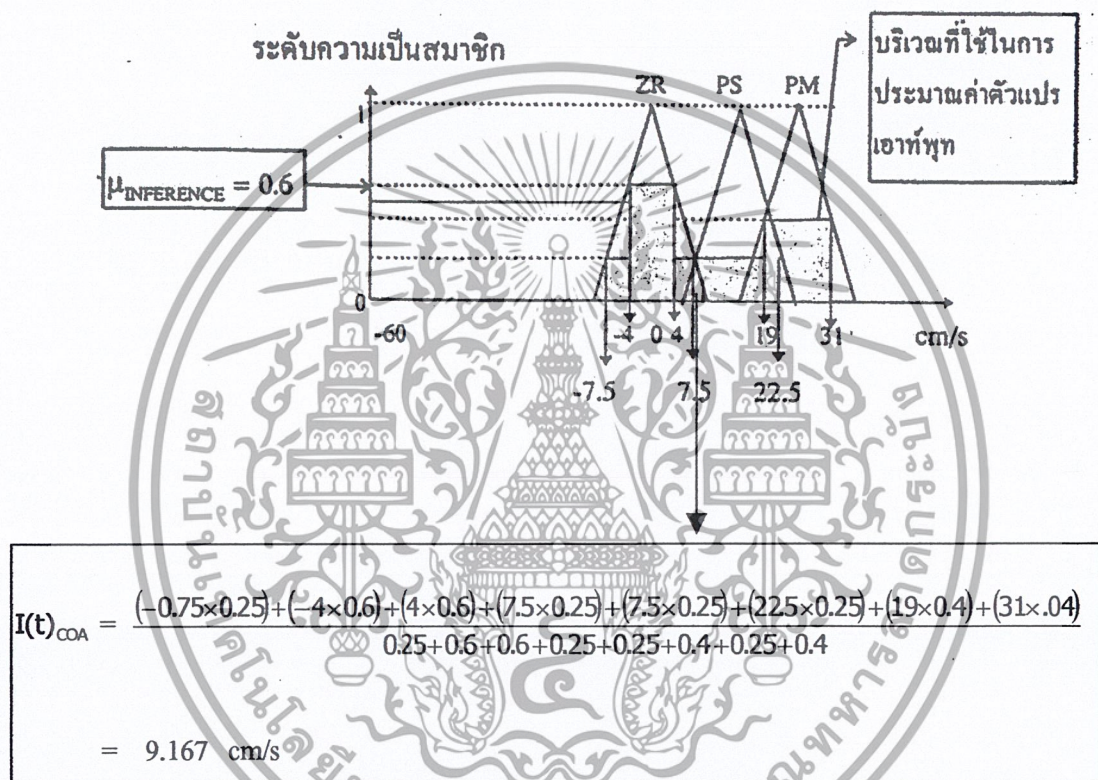 ระดับความเป็นสมาชิก
บริเวณที่ใช้ในการ
ประมาณค่าตัวแปร
เอาท์พุท
ZR PS PM
1
μINFERENCE = 0.6
0
-60 -4 0 4 19 31 cm/s
-7.5 7.5 22.5
I(t)COA = (-0.75×0.25)+(-4×0.6)+(4×0.6)+(7.5×0.25)+(7.5×0.25)+(22.5×0.25)+(19×0.4)+(31×.04)
0.25+0.6+0.6+0.25+0.25+0.4+0.25+0.4
= 9.167 cm/s